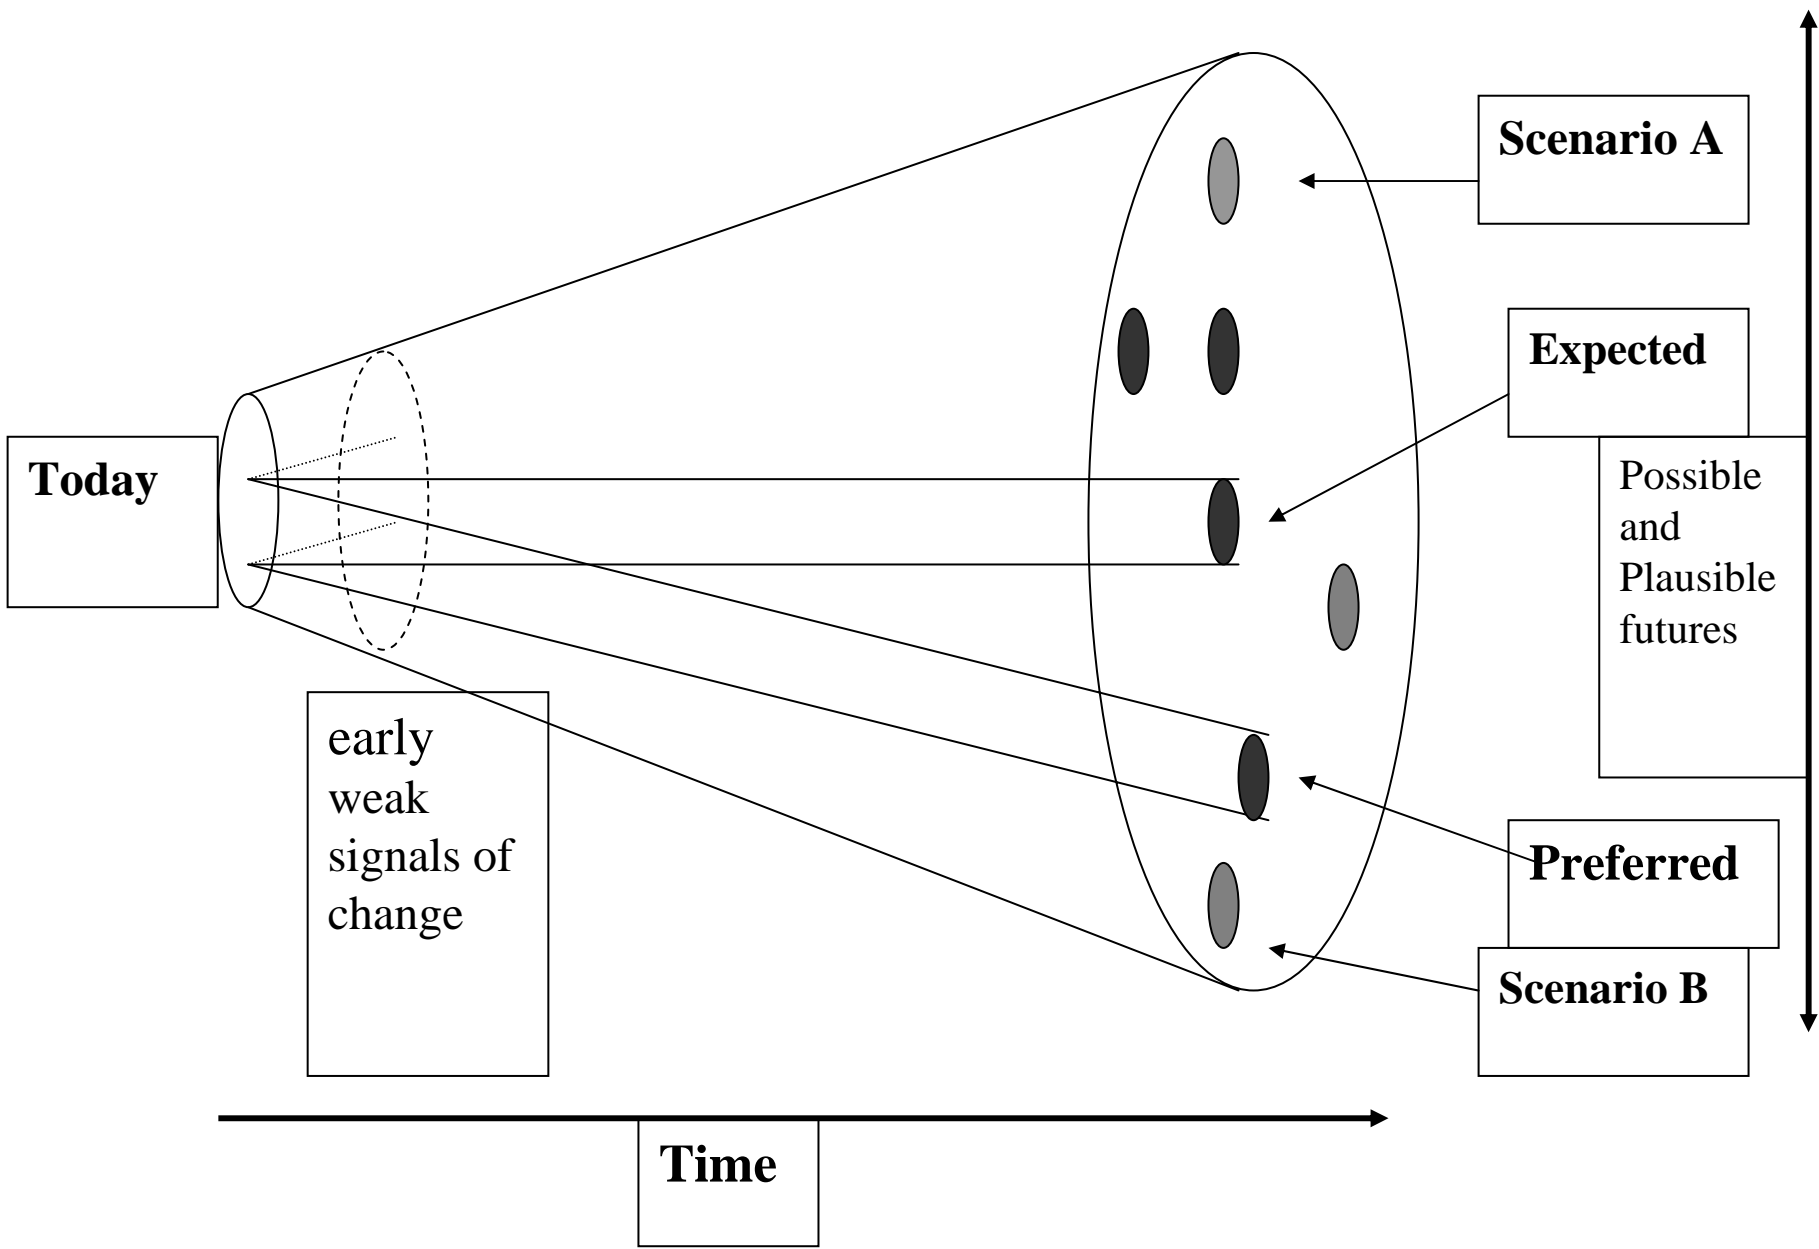 Scenario A
Expected
Today
Possible
and
Plausible
futures
early
weak
signals of
change
Preferred
Scenario B
Time